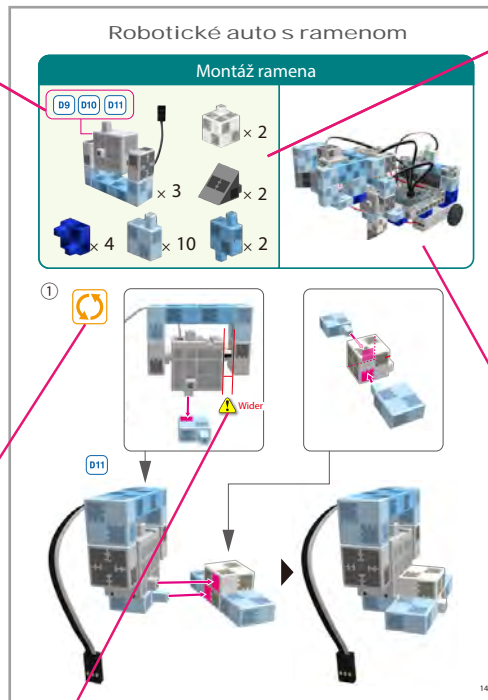 Robotické auto s ramenom
Montáž ramena
D9 D10 D11
× 2
× 3
× 2
× 4
× 10
× 2
①
Wider
D11
14